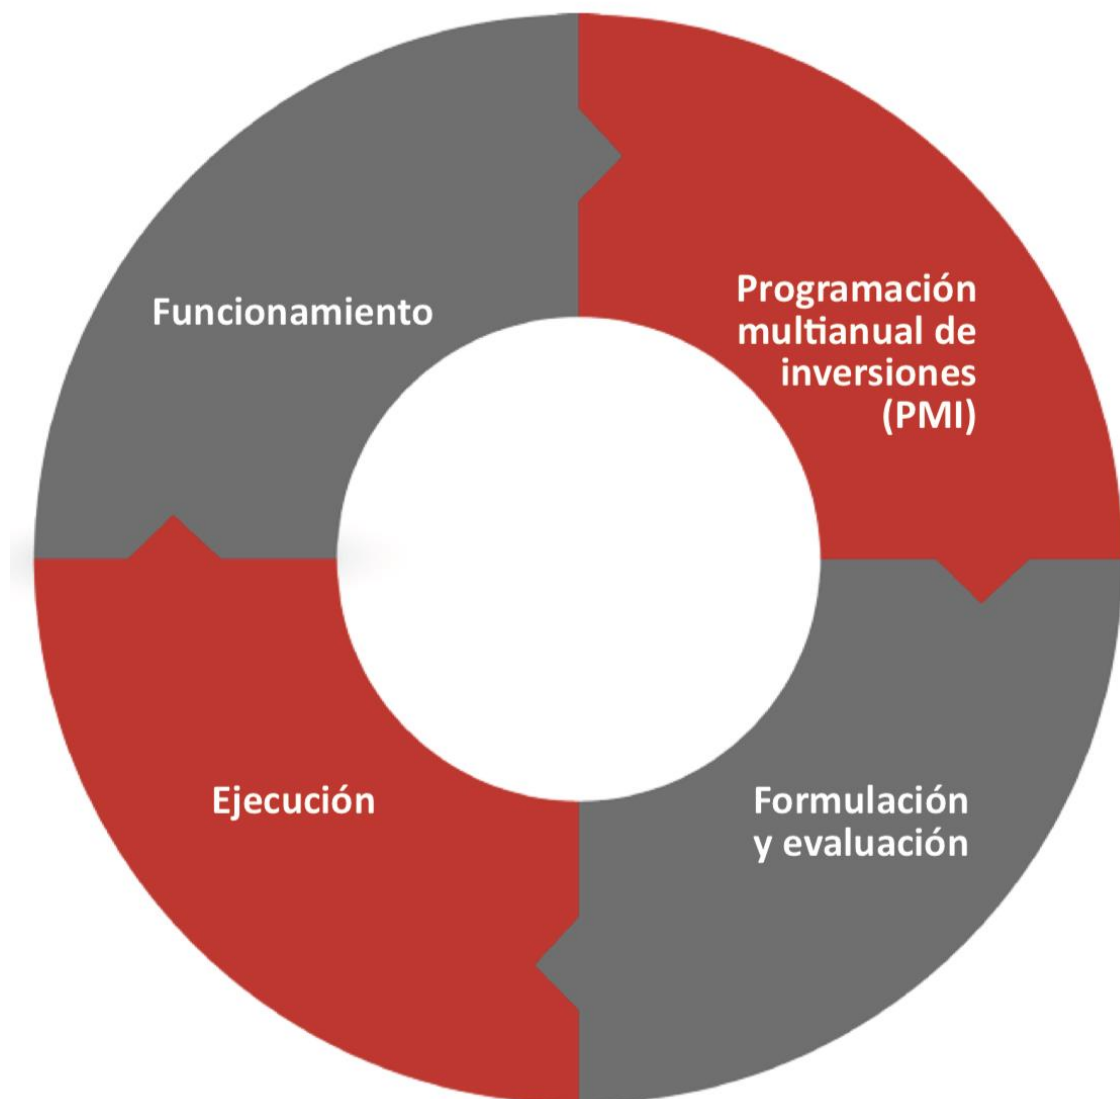 Funcionamiento
Programación
multianual de
inversiones
(PMI)
Ejecución
Formulación
y evaluación